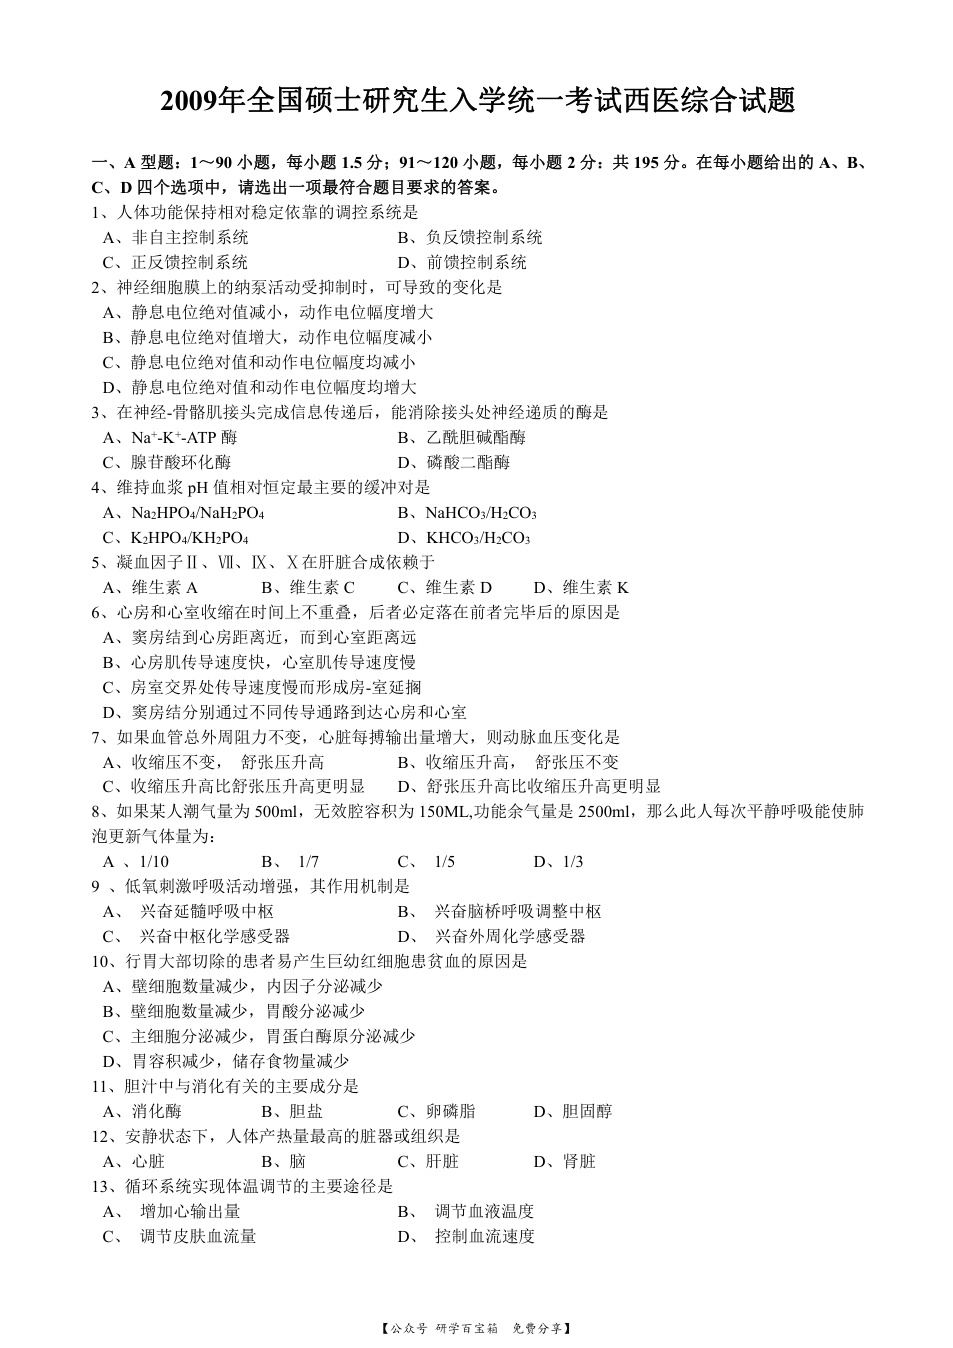 2009年全国硕士研究生入学统一考试西医综合试题
一、A 型题：1～90 小题，每小题 1.5 分；91～120 小题，每小题 2 分：共 195 分。在每小题给出的 A、B、
C、D 四个选项中，请选出一项最符合题目要求的答案。
1、人体功能保持相对稳定依靠的调控系统是
A、非自主控制系统 B、负反馈控制系统
C、正反馈控制系统 D、前馈控制系统
2、神经细胞膜上的纳泵活动受抑制时，可导致的变化是
A、静息电位绝对值减小，动作电位幅度增大
B、静息电位绝对值增大，动作电位幅度减小
C、静息电位绝对值和动作电位幅度均减小
D、静息电位绝对值和动作电位幅度均增大
3、在神经-骨骼肌接头完成信息传递后，能消除接头处神经递质的酶是
A、Na⁺-K⁺-ATP 酶 B、乙酰胆碱酯酶
C、腺苷酸环化酶 D、磷酸二酯酶
4、维持血浆 pH 值相对恒定最主要的缓冲对是
A、Na₂HPO₄/NaH₂PO₄ B、NaHCO₃/H₂CO₃
C、K₂HPO₄/KH₂PO₄ D、KHCO₃/H₂CO₃
5、凝血因子Ⅱ、Ⅶ、Ⅸ、Ⅹ在肝脏合成依赖于
A、维生素 A B、维生素 C C、维生素 D D、维生素 K
6、心房和心室收缩在时间上不重叠，后者必定落在前者完毕后的原因是
A、窦房结到心房距离近，而到心室距离远
B、心房肌传导速度快，心室肌传导速度慢
C、房室交界处传导速度慢而形成房-室延搁
D、窦房结分别通过不同传导通路到达心房和心室
7、如果血管总外周阻力不变，心脏每搏输出量增大，则动脉血压变化是
A、收缩压不变， 舒张压升高 B、收缩压升高， 舒张压不变
C、收缩压升高比舒张压升高更明显 D、舒张压升高比收缩压升高更明显
8、如果某人潮气量为 500ml，无效腔容积为 150ML,功能余气量是 2500ml，那么此人每次平静呼吸能使肺
泡更新气体量为：
A 、1/10 B、 1/7 C、 1/5 D、1/3
9 、低氧刺激呼吸活动增强，其作用机制是
A、 兴奋延髓呼吸中枢 B、 兴奋脑桥呼吸调整中枢
C、 兴奋中枢化学感受器 D、 兴奋外周化学感受器
10、行胃大部切除的患者易产生巨幼红细胞患贫血的原因是
A、壁细胞数量减少，内因子分泌减少
B、壁细胞数量减少，胃酸分泌减少
C、主细胞分泌减少，胃蛋白酶原分泌减少
D、胃容积减少，储存食物量减少
11、胆汁中与消化有关的主要成分是
A、消化酶 B、胆盐 C、卵磷脂 D、胆固醇
12、安静状态下，人体产热量最高的脏器或组织是
A、心脏 B、脑 C、肝脏 D、肾脏
13、循环系统实现体温调节的主要途径是
A、 增加心输出量 B、 调节血液温度
C、 调节皮肤血流量 D、 控制血流速度
【公众号 研学百宝箱 免费分享】